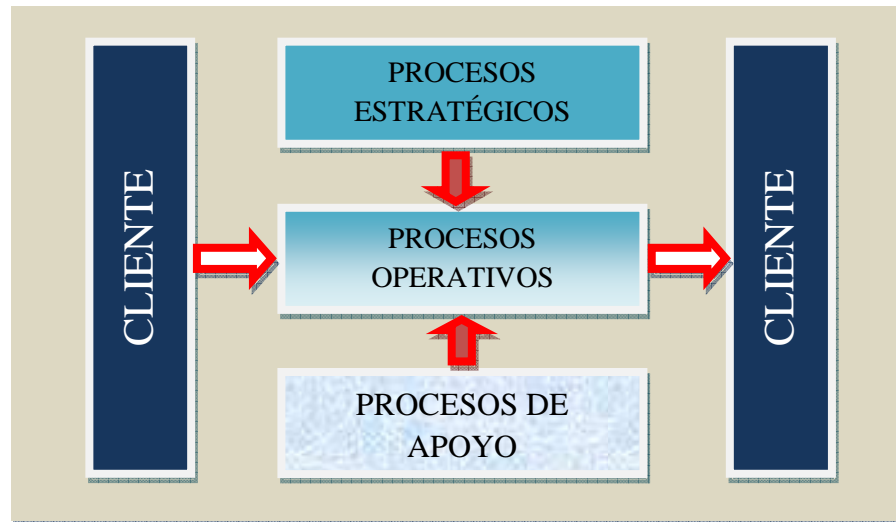 CLIENTE
PROCESOS
ESTRATÉGICOS
PROCESOS
OPERATIVOS
PROCESOS DE
APOYO
CLIENTE